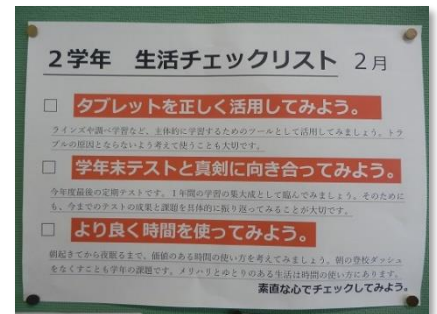 2学年 生活チェックリスト 2月
□ タブレットを正しく活用してみよう。
ラインズや調べ学習など、主体的に学習するためのツールとして活用してみましょう。トラ
ブルの原因とならないよう考えて使うことも大切です。
□ 学年末テストと真剣に向き合ってみよう。
今年度最後の定期テストです。1年間の学習の集大成として臨んでみましょう。そのために
も、今までのテストの成果と課題を具体的に振り返ってみることが大切です。
□ より良く時間を使ってみよう。
朝起きてから夜眠るまで、価値のある時間の使い方を考えてみましょう。朝の登校ダッシュ
をなくすことも学年の課題です。メリハリとゆとりのある生活は時間の使い方にあります。
素直な心でチェックしてみよう。